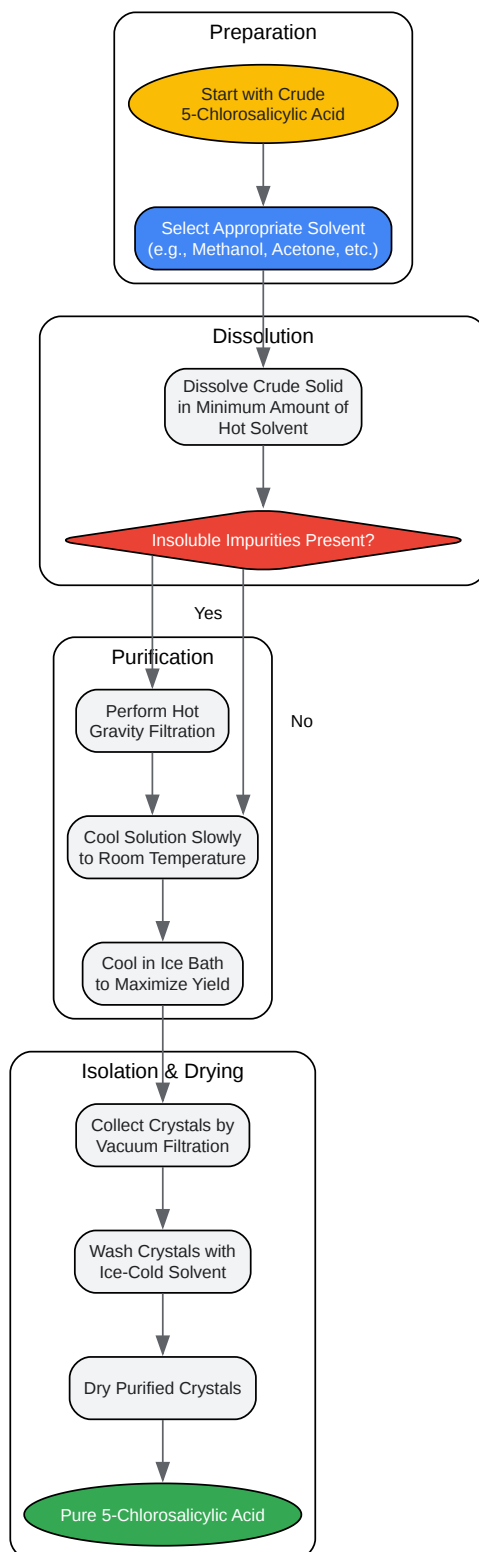 Preparation
Start with Crude
5-Chlorosalicylic Acid
Select Appropriate Solvent
(e.g., Methanol, Acetone, etc.)
Dissolution
Dissolve Crude Solid
in Minimum Amount of
Hot Solvent
Insoluble Impurities Present?
Yes
Purification
Perform Hot
Gravity Filtration
No
Cool Solution Slowly
to Room Temperature
Cool in Ice Bath
to Maximize Yield
Isolation & Drying
Collect Crystals by
Vacuum Filtration
Wash Crystals with
Ice-Cold Solvent
Dry Purified Crystals
Pure 5-Chlorosalicylic Acid